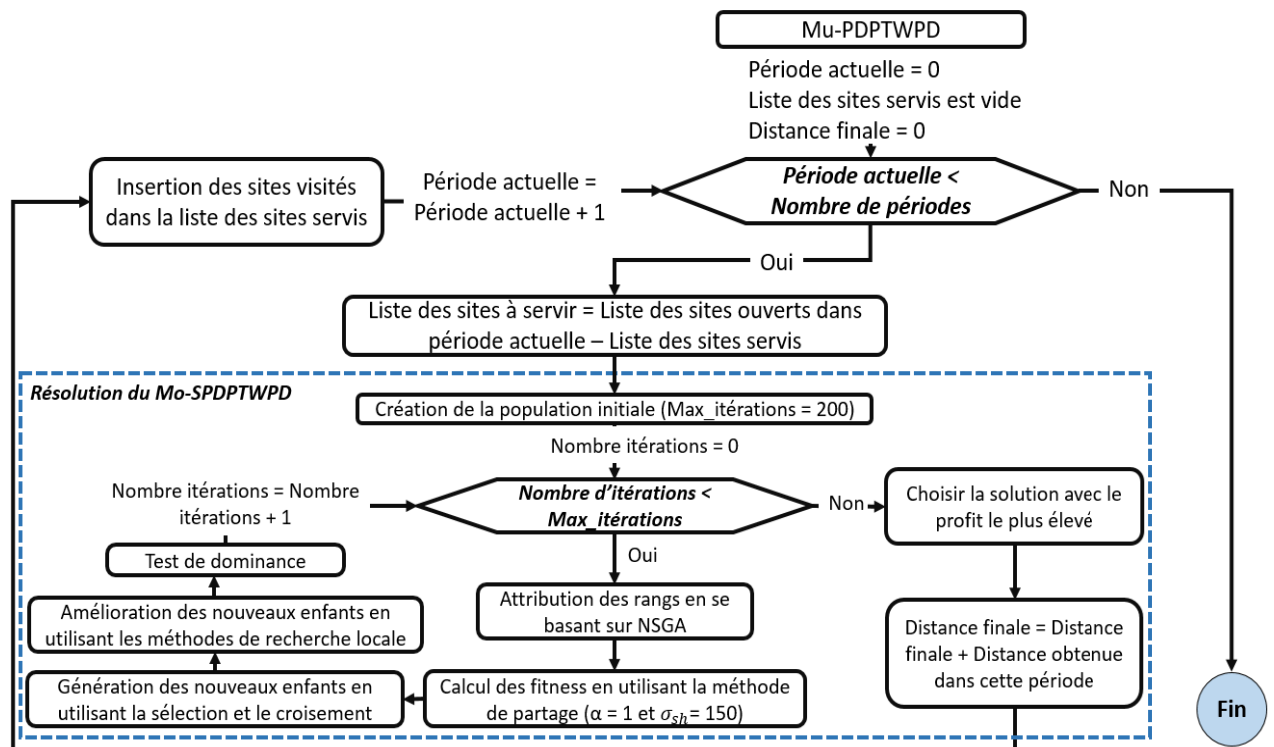 Mu-PDPTWPD
Période actuelle = 0
Liste des sites servis est vide
Distance finale = 0
Insertion des sites visités
dans la liste des sites servis
Période actuelle =
Période actuelle + 1
Période actuelle <
Nombre de périodes
Non
Oui
Liste des sites à servir = Liste des sites ouverts dans
période actuelle – Liste des sites servis
Résolution du Mo-SPDPTWPD
Création de la population initiale (Max_itérations = 200)
Nombre itérations = 0
Nombre itérations = Nombre
itérations + 1
Nombre d'itérations <
Max_itérations
Non
Choisir la solution avec le
profit le plus élevé
Oui
Test de dominance
Attribution des rangs en se
basant sur NSGA
Amélioration des nouveaux enfants en
utilisant les méthodes de recherche locale
Distance finale = Distance
finale + Distance obtenue
dans cette période
Génération des nouveaux enfants en
utilisant la sélection et le croisement
Calcul des fitness en utilisant la méthode
de partage (α = 1 et σsh= 150)
Fin